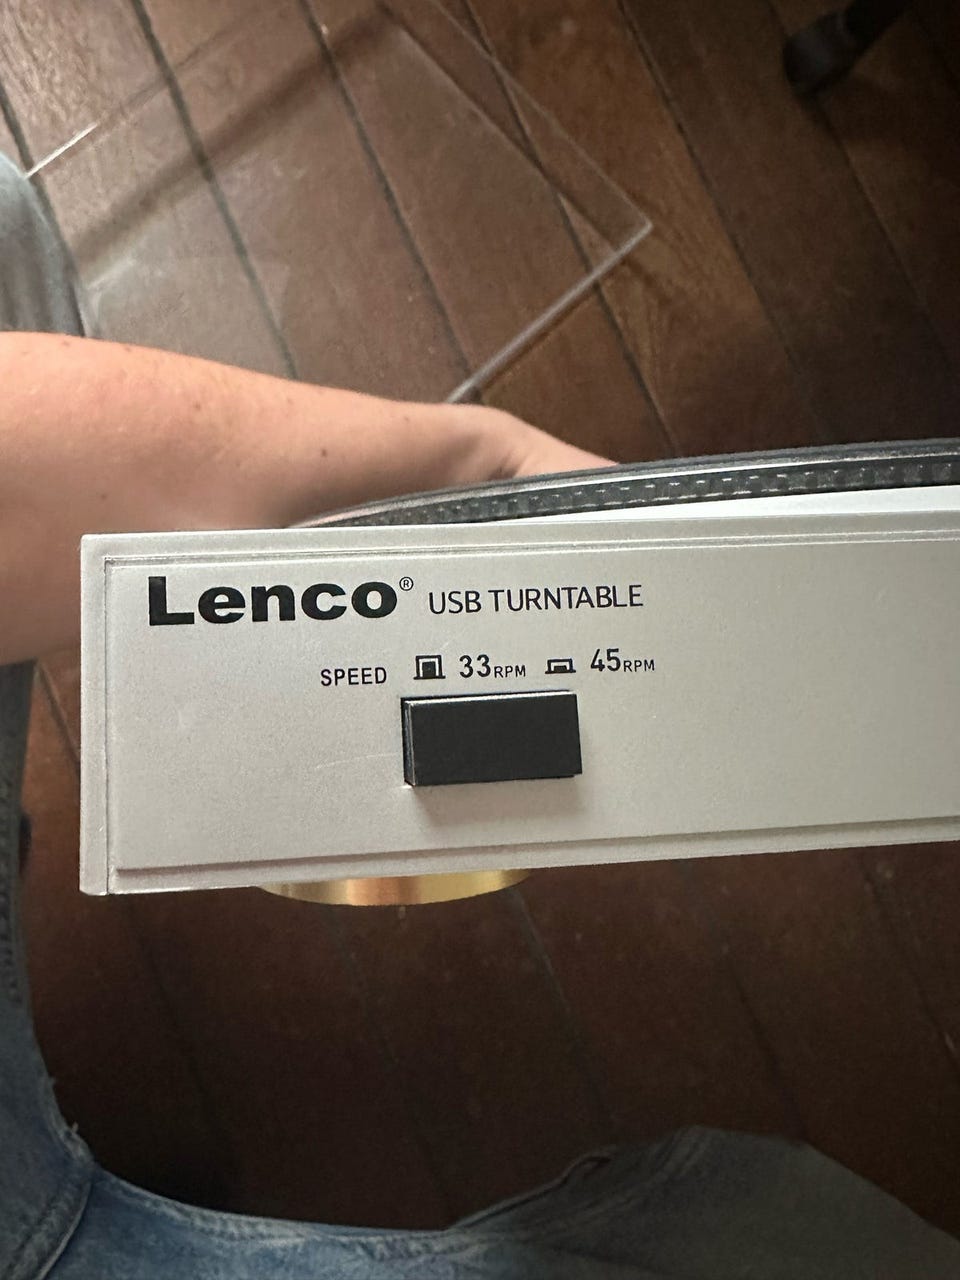 Lenco® USB TURNTABLE
SPEED 33RPM 45RPM